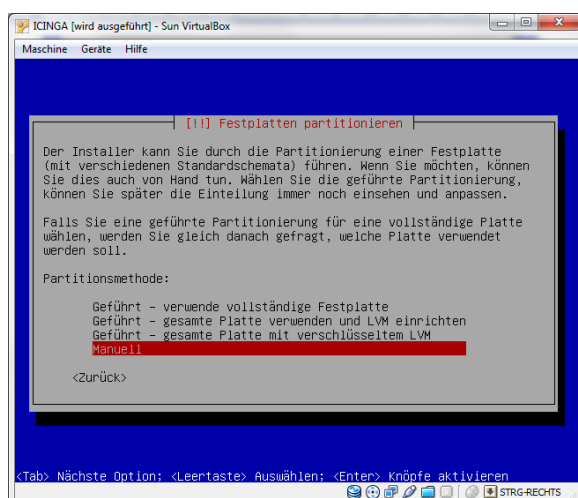 ICINGA [wird ausgeführt] - Sun VirtualBox
Maschine Geräte Hilfe
[!!] Festplatten partitionieren
Der Installer kann Sie durch die Partitionierung einer Festplatte
(mit verschiedenen Standardschemata) führen. Wenn Sie möchten, können
Sie dies auch von Hand tun. Wählen Sie die geführte Partitionierung,
können Sie später die Einteilung immer noch einsehen und anpassen.
Falls Sie eine geführte Partitionierung für eine vollständige Platte
wählen, werden Sie gleich danach gefragt, welche Platte verwendet
werden soll.
Partitionsmethode:
Geführt - verwende vollständige Festplatte
Geführt - gesamte Platte verwenden und LVM einrichten
Geführt - gesamte Platte mit verschlüsseltem LVM
Manuell
<Zurück>
<Tab> Nächste Option; <Leertaste> Auswählen; <Enter> Knöpfe aktivieren
STRG-RECHTS